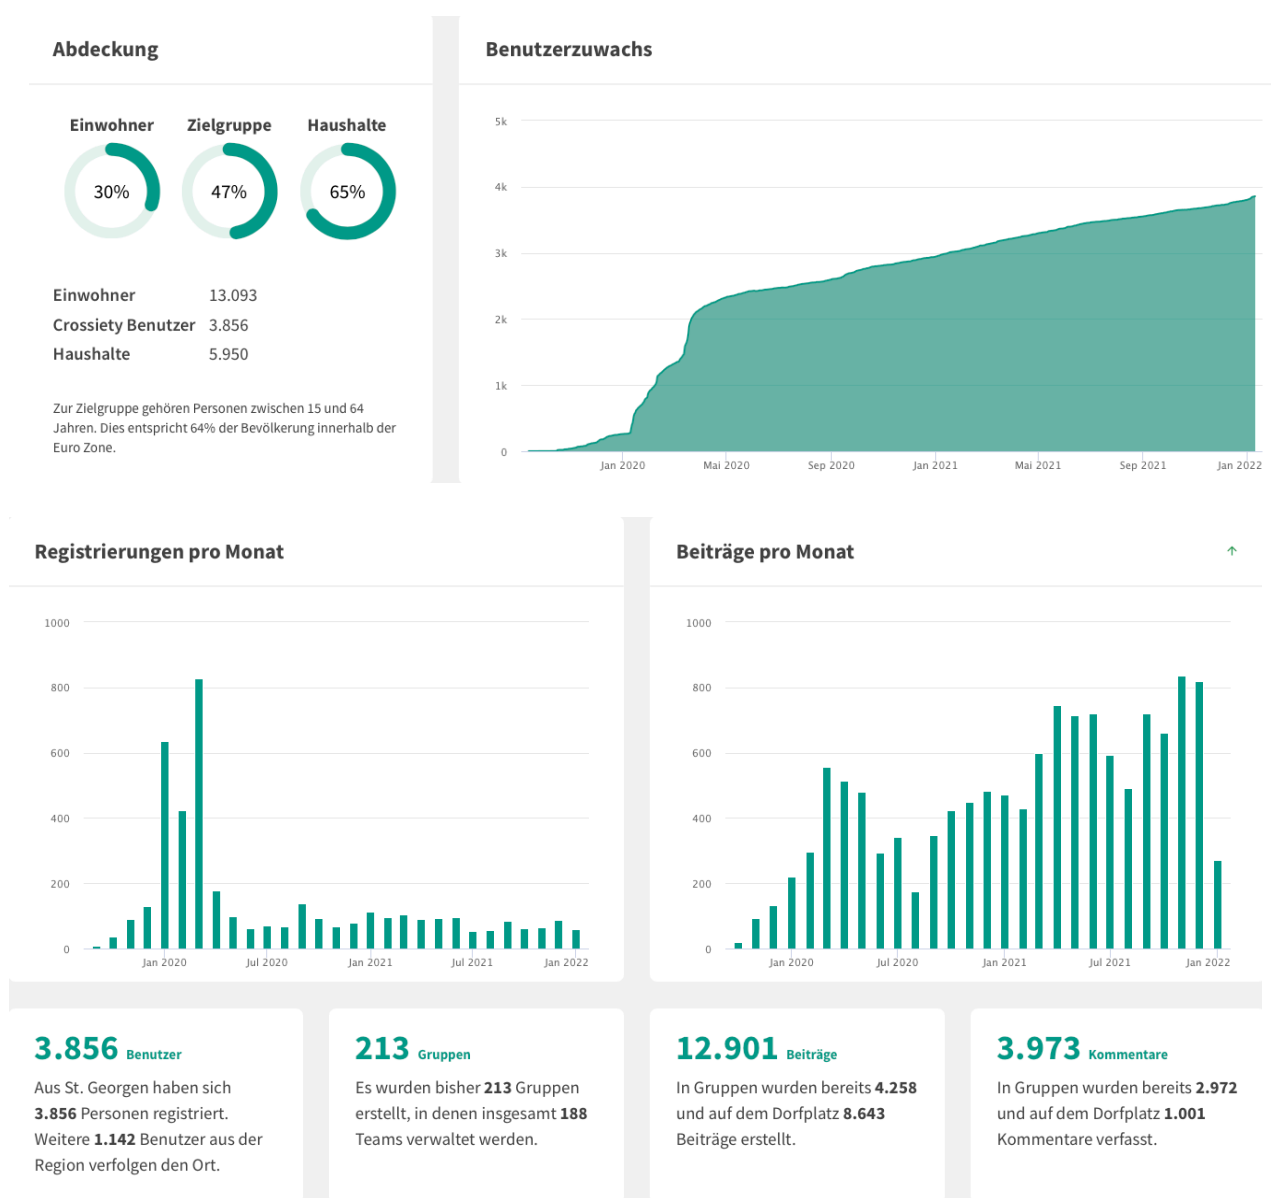 Abdeckung
Einwohner Zielgruppe Haushalte
30% 47% 65%
Einwohner 13.093
Crossiety Benutzer 3.856
Haushalte 5.950
Zur Zielgruppe gehören Personen zwischen 15 und 64
Jahren. Dies entspricht 64% der Bevölkerung innerhalb der
Euro Zone.
Benutzerzuwachs
5k
4k
3k
2k
1k
0
Jan 2020 Mai 2020 Sep 2020 Jan 2021 Mai 2021 Sep 2021 Jan 2022
Registrierungen pro Monat
1000
800
600
400
200
0
Jan 2020 Jul 2020 Jan 2021 Jul 2021 Jan 2022
Beiträge pro Monat
1000
800
600
400
200
0
Jan 2020 Jul 2020 Jan 2021 Jul 2021 Jan 2022
3.856 Benutzer
Aus St. Georgen haben sich
3.856 Personen registriert.
Weitere 1.142 Benutzer aus der
Region verfolgen den Ort.
213 Gruppen
Es wurden bisher 213 Gruppen
erstellt, in denen insgesamt 188
Teams verwaltet werden.
12.901 Beiträge
In Gruppen wurden bereits 4.258
und auf dem Dorfplatz 8.643
Beiträge erstellt.
3.973 Kommentare
In Gruppen wurden bereits 2.972
und auf dem Dorfplatz 1.001
Kommentare verfasst.